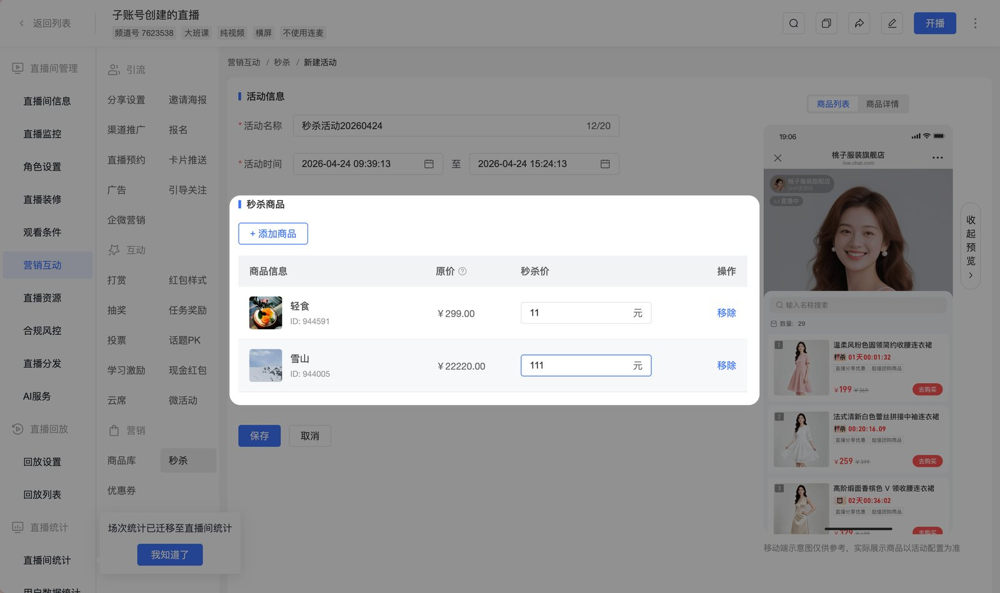 返回列表
子账号创建的直播
频道号 7623538 大班课 纯视频 横屏 不使用连麦
开播
直播间管理
直播间信息
直播监控
角色设置
直播装修
观看条件
营销互动
直播资源
合规风控
直播分发
AI服务
直播回放
回放设置
回放列表
直播统计
直播间统计
用户数据统计
引流
分享设置 邀请海报
渠道推广 报名
直播预约 卡片推送
广告 引导关注
企微营销
互动
打赏 红包样式
抽奖 任务奖励
投票 话题PK
学习激励 现金红包
云席 微活动
营销
商品库 秒杀
优惠券
场次统计已迁移至直播间统计
我知道了
营销互动 / 秒杀 / 新建活动
活动信息
* 活动名称 秒杀活动20260424 12/20
* 活动时间 2026-04-24 09:39:13 至 2026-04-24 15:24:13
秒杀商品
+ 添加商品
商品信息 原价 秒杀价 操作
轻食
ID: 944591
¥299.00 11 元 移除
雪山
ID: 944005
¥22220.00 111 元 移除
保存 取消
商品列表 商品详情
19:06
桃子服装旗舰店
live.chat.com
桃子服装旗舰店
直播中
输入名称搜索
数量: 29
1
温柔风粉色圆领简约收腰连衣裙
秒杀 01天00:01:32
直播分享优惠 超值团购商品
¥199 ¥369 去购买
2
法式清新白色蕾丝拼接中袖连衣裙
秒杀 00:20:16.09
直播分享优惠 超值团购商品
¥259 ¥399 去购买
3
高阶缎面香槟色 V 领收腰连衣裙
02天00:36:02
直播分享优惠 超值团购商品
¥329 ¥499 去购买
移动端示意图仅供参考，实际展示商品以活动配置为准
收起预览